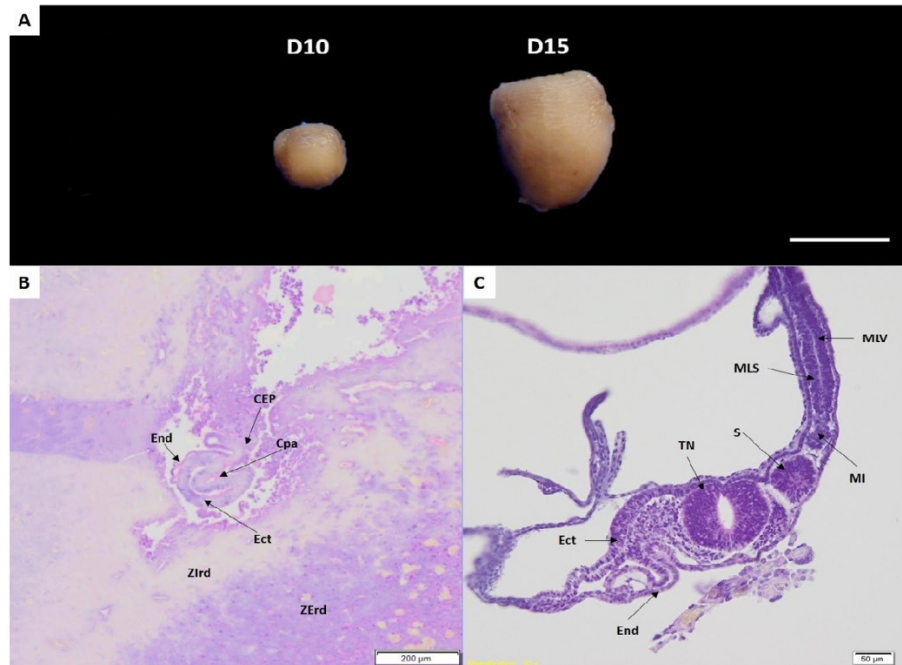 A
D10 D15
B
CEP
End
Cpa
Ect
ZIrd
ZErd
200 µm
C
MLV
MLS
S
TN
MI
Ect
End
50 µm